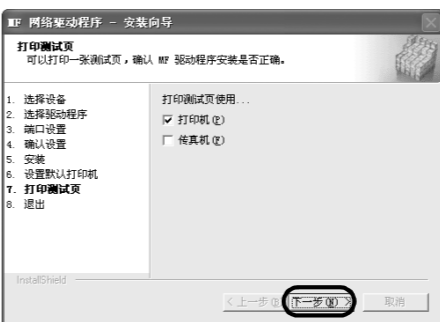 MF 网络驱动程序 - 安装向导
打印测试页
可以打印一张测试页，确认 MF 驱动程序安装是否正确。
1. 选择设备
2. 选择驱动程序
3. 端口设置
4. 确认设置
5. 安装
6. 设置默认打印机
7. 打印测试页
8. 退出
打印测试页使用...
打印机(P)
传真机(F)
InstallShield
<上一步(B)
下一步(N) >
取消